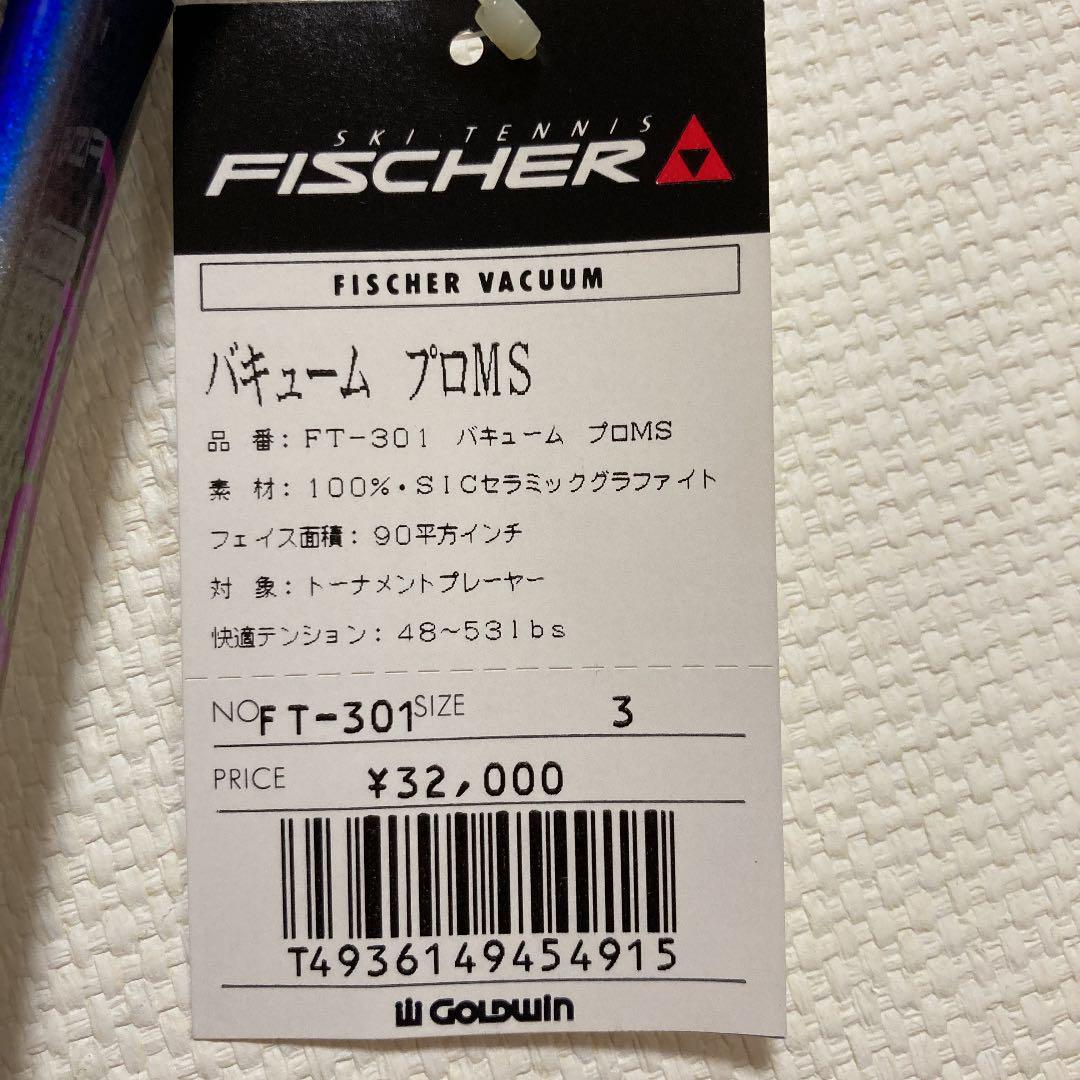 SKI・TENNIS
FISCHER
FISCHER VACUUM
バキューム プロMS
品 番：FT-301 バキューム プロMS
素 材：100%・SICセラミックグラファイト
フェイス面積：90平方インチ
対 象：トーナメントプレーヤー
快適テンション：48～53lbs
NO FT-301 SIZE 3
PRICE ¥32,000
T4936149454915
GOLDWIN